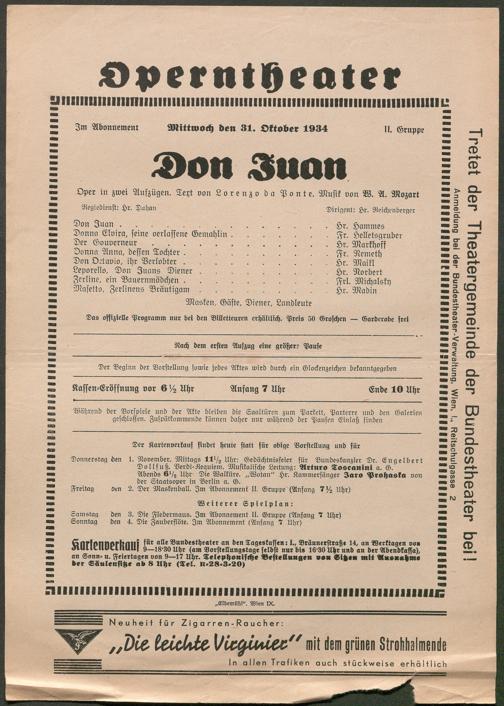 Operntheater
Im Abonnement Mittwoch den 31. Oktober 1934 II. Gruppe
Don Juan
Oper in zwei Aufzügen. Text von Lorenzo da Ponte. Musik von W. A. Mozart
Regiedienst: Hr. Duhan Dirigent: Hr. Reichenberger
Don Juan . . . . . . . . Hr. Hammes
Donna Elvira, seine verlassene Gemahlin . . . . Fr. Helletsgruber
Der Gouverneur . . . . . . . Hr. Markhoff
Donna Anna, dessen Tochter . . . . . . Fr. Nemeth
Don Octavio, ihr Verlobter . . . . . . Hr. Maikl
Leporello, Don Juans Diener . . . . . . Hr. Norbert
Zerline, ein Bauernmädchen . . . . . . Frl. Michalsky
Masetto, Zerlinens Bräutigam . . . . . . Hr. Madin
Masken, Gäste, Diener, Landleute
Das offizielle Programm nur bei den Billetteuren erhältlich. Preis 50 Groschen — Garderobe frei
Nach dem ersten Aufzug eine größere Pause
Der Beginn der Vorstellung sowie jedes Aktes wird durch ein Glockenzeichen bekanntgegeben
Kassen-Eröffnung vor 6½ Uhr Anfang 7 Uhr Ende 10 Uhr
Während der Vorspiele und der Akte bleiben die Saaltüren zum Parkett, Parterre und den Galerien
geschlossen. Zuspätkommende können daher nur während der Pausen Einlaß finden
Der Kartenverkauf findet heute statt für obige Vorstellung und für
Donnerstag den 1. November. Mittags 11½ Uhr: Gedächtnisfeier für Bundeskanzler Dr. Engelbert
Dollfuß. Verdi-Requiem. Musikalische Leitung: Arturo Toscanini a. G.
Abends 6½ Uhr: Die Walküre. „Wotan“ Hr. Kammersänger Jaro Prohaska von
der Staatsoper in Berlin a. G.
Freitag den 2. Der Maskenball. Im Abonnement II. Gruppe (Anfang 7½ Uhr)
Weiterer Spielplan:
Samstag den 3. Die Fledermaus. Im Abonnement II. Gruppe (Anfang 7 Uhr)
Sonntag den 4. Die Zauberflöte. Im Abonnement (Anfang 7 Uhr)
Kartenverkauf für alle Bundestheater an den Tageskassen: I., Bräunerstraße 14, an Werktagen von
9—18·30 Uhr (am Vorstellungstage selbst nur bis 16·30 Uhr und an der Abendkassa),
an Sonn- u. Feiertagen von 9—17 Uhr. Telephonische Bestellungen von Sitzen mit Ausnahme
der Säulensitze ab 8 Uhr (Tel. R-28-3-20)
„Elbemühl“, Wien IX.
Tretet der Theatergemeinde der Bundestheater bei!
Anmeldung bei der Bundestheater-Verwaltung, Wien, I., Reitschulgasse 2
Neuheit für Zigarren-Raucher:
„Die leichte Virginier“ mit dem grünen Strohhalmende
In allen Trafiken auch stückweise erhältlich